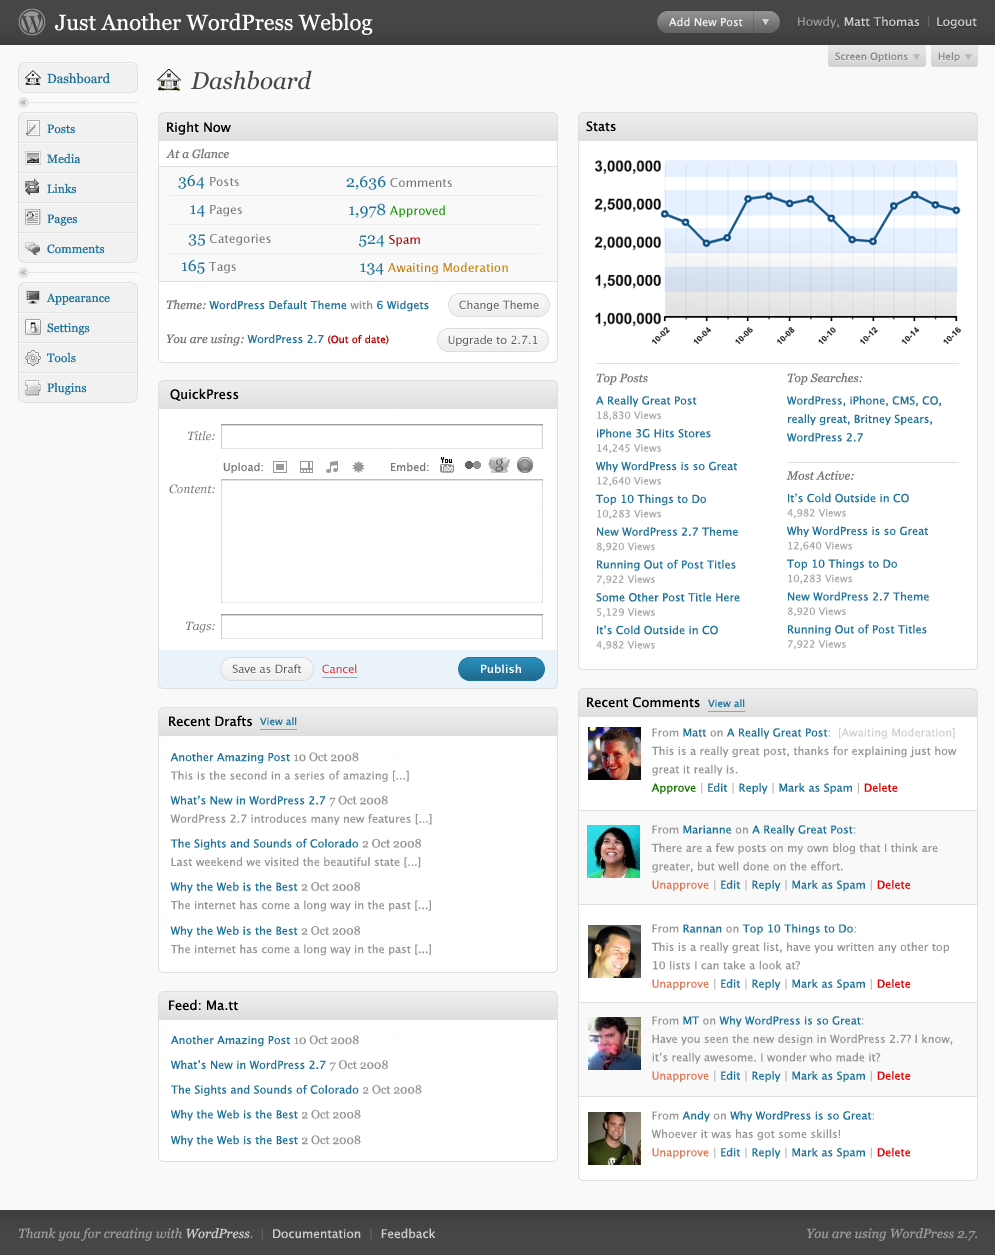 Just Another WordPress Weblog
Add New Post ▼
Howdy, Matt Thomas | Logout
Screen Options ▼
Help ▼
Dashboard
«
Posts
Media
Links
Pages
Comments
«
Appearance
Settings
Tools
Plugins
Dashboard
Right Now
At a Glance
364 Posts
2,636 Comments
14 Pages
1,978 Approved
35 Categories
524 Spam
165 Tags
134 Awaiting Moderation
Theme: WordPress Default Theme with 6 Widgets
Change Theme
You are using: WordPress 2.7 (Out of date)
Upgrade to 2.7.1
QuickPress
Title:
Upload:
Embed:
You
Tube
Content:
Tags:
Save as Draft
Cancel
Publish
Recent Drafts View all
Another Amazing Post 10 Oct 2008
This is the second in a series of amazing [...]
What's New in WordPress 2.7 7 Oct 2008
WordPress 2.7 introduces many new features [...]
The Sights and Sounds of Colorado 2 Oct 2008
Last weekend we visited the beautiful state [...]
Why the Web is the Best 2 Oct 2008
The internet has come a long way in the past [...]
Why the Web is the Best 2 Oct 2008
The internet has come a long way in the past [...]
Feed: Ma.tt
Another Amazing Post 10 Oct 2008
What's New in WordPress 2.7 7 Oct 2008
The Sights and Sounds of Colorado 2 Oct 2008
Why the Web is the Best 2 Oct 2008
Why the Web is the Best 2 Oct 2008
Stats
3,000,000
2,500,000
2,000,000
1,500,000
1,000,000
10-02
10-04
10-06
10-08
10-10
10-12
10-14
10-16
Top Posts
A Really Great Post
18,830 Views
iPhone 3G Hits Stores
14,245 Views
Why WordPress is so Great
12,640 Views
Top 10 Things to Do
10,283 Views
New WordPress 2.7 Theme
8,920 Views
Running Out of Post Titles
7,922 Views
Some Other Post Title Here
5,129 Views
It's Cold Outside in CO
4,982 Views
Top Searches:
WordPress, iPhone, CMS, CO,
really great, Britney Spears,
WordPress 2.7
Most Active:
It's Cold Outside in CO
4,982 Views
Why WordPress is so Great
12,640 Views
Top 10 Things to Do
10,283 Views
New WordPress 2.7 Theme
8,920 Views
Running Out of Post Titles
7,922 Views
Recent Comments View all
From Matt on A Really Great Post: [Awaiting Moderation]
This is a really great post, thanks for explaining just how
great it really is.
Approve | Edit | Reply | Mark as Spam | Delete
From Marianne on A Really Great Post:
There are a few posts on my own blog that I think are
greater, but well done on the effort.
Unapprove | Edit | Reply | Mark as Spam | Delete
From Rannan on Top 10 Things to Do:
This is a really great list, have you written any other top
10 lists I can take a look at?
Unapprove | Edit | Reply | Mark as Spam | Delete
From MT on Why WordPress is so Great:
Have you seen the new design in WordPress 2.7? I know,
it's really awesome. I wonder who made it?
Unapprove | Edit | Reply | Mark as Spam | Delete
From Andy on Why WordPress is so Great:
Whoever it was has got some skills!
Unapprove | Edit | Reply | Mark as Spam | Delete
Thank you for creating with WordPress. | Documentation | Feedback
You are using WordPress 2.7.